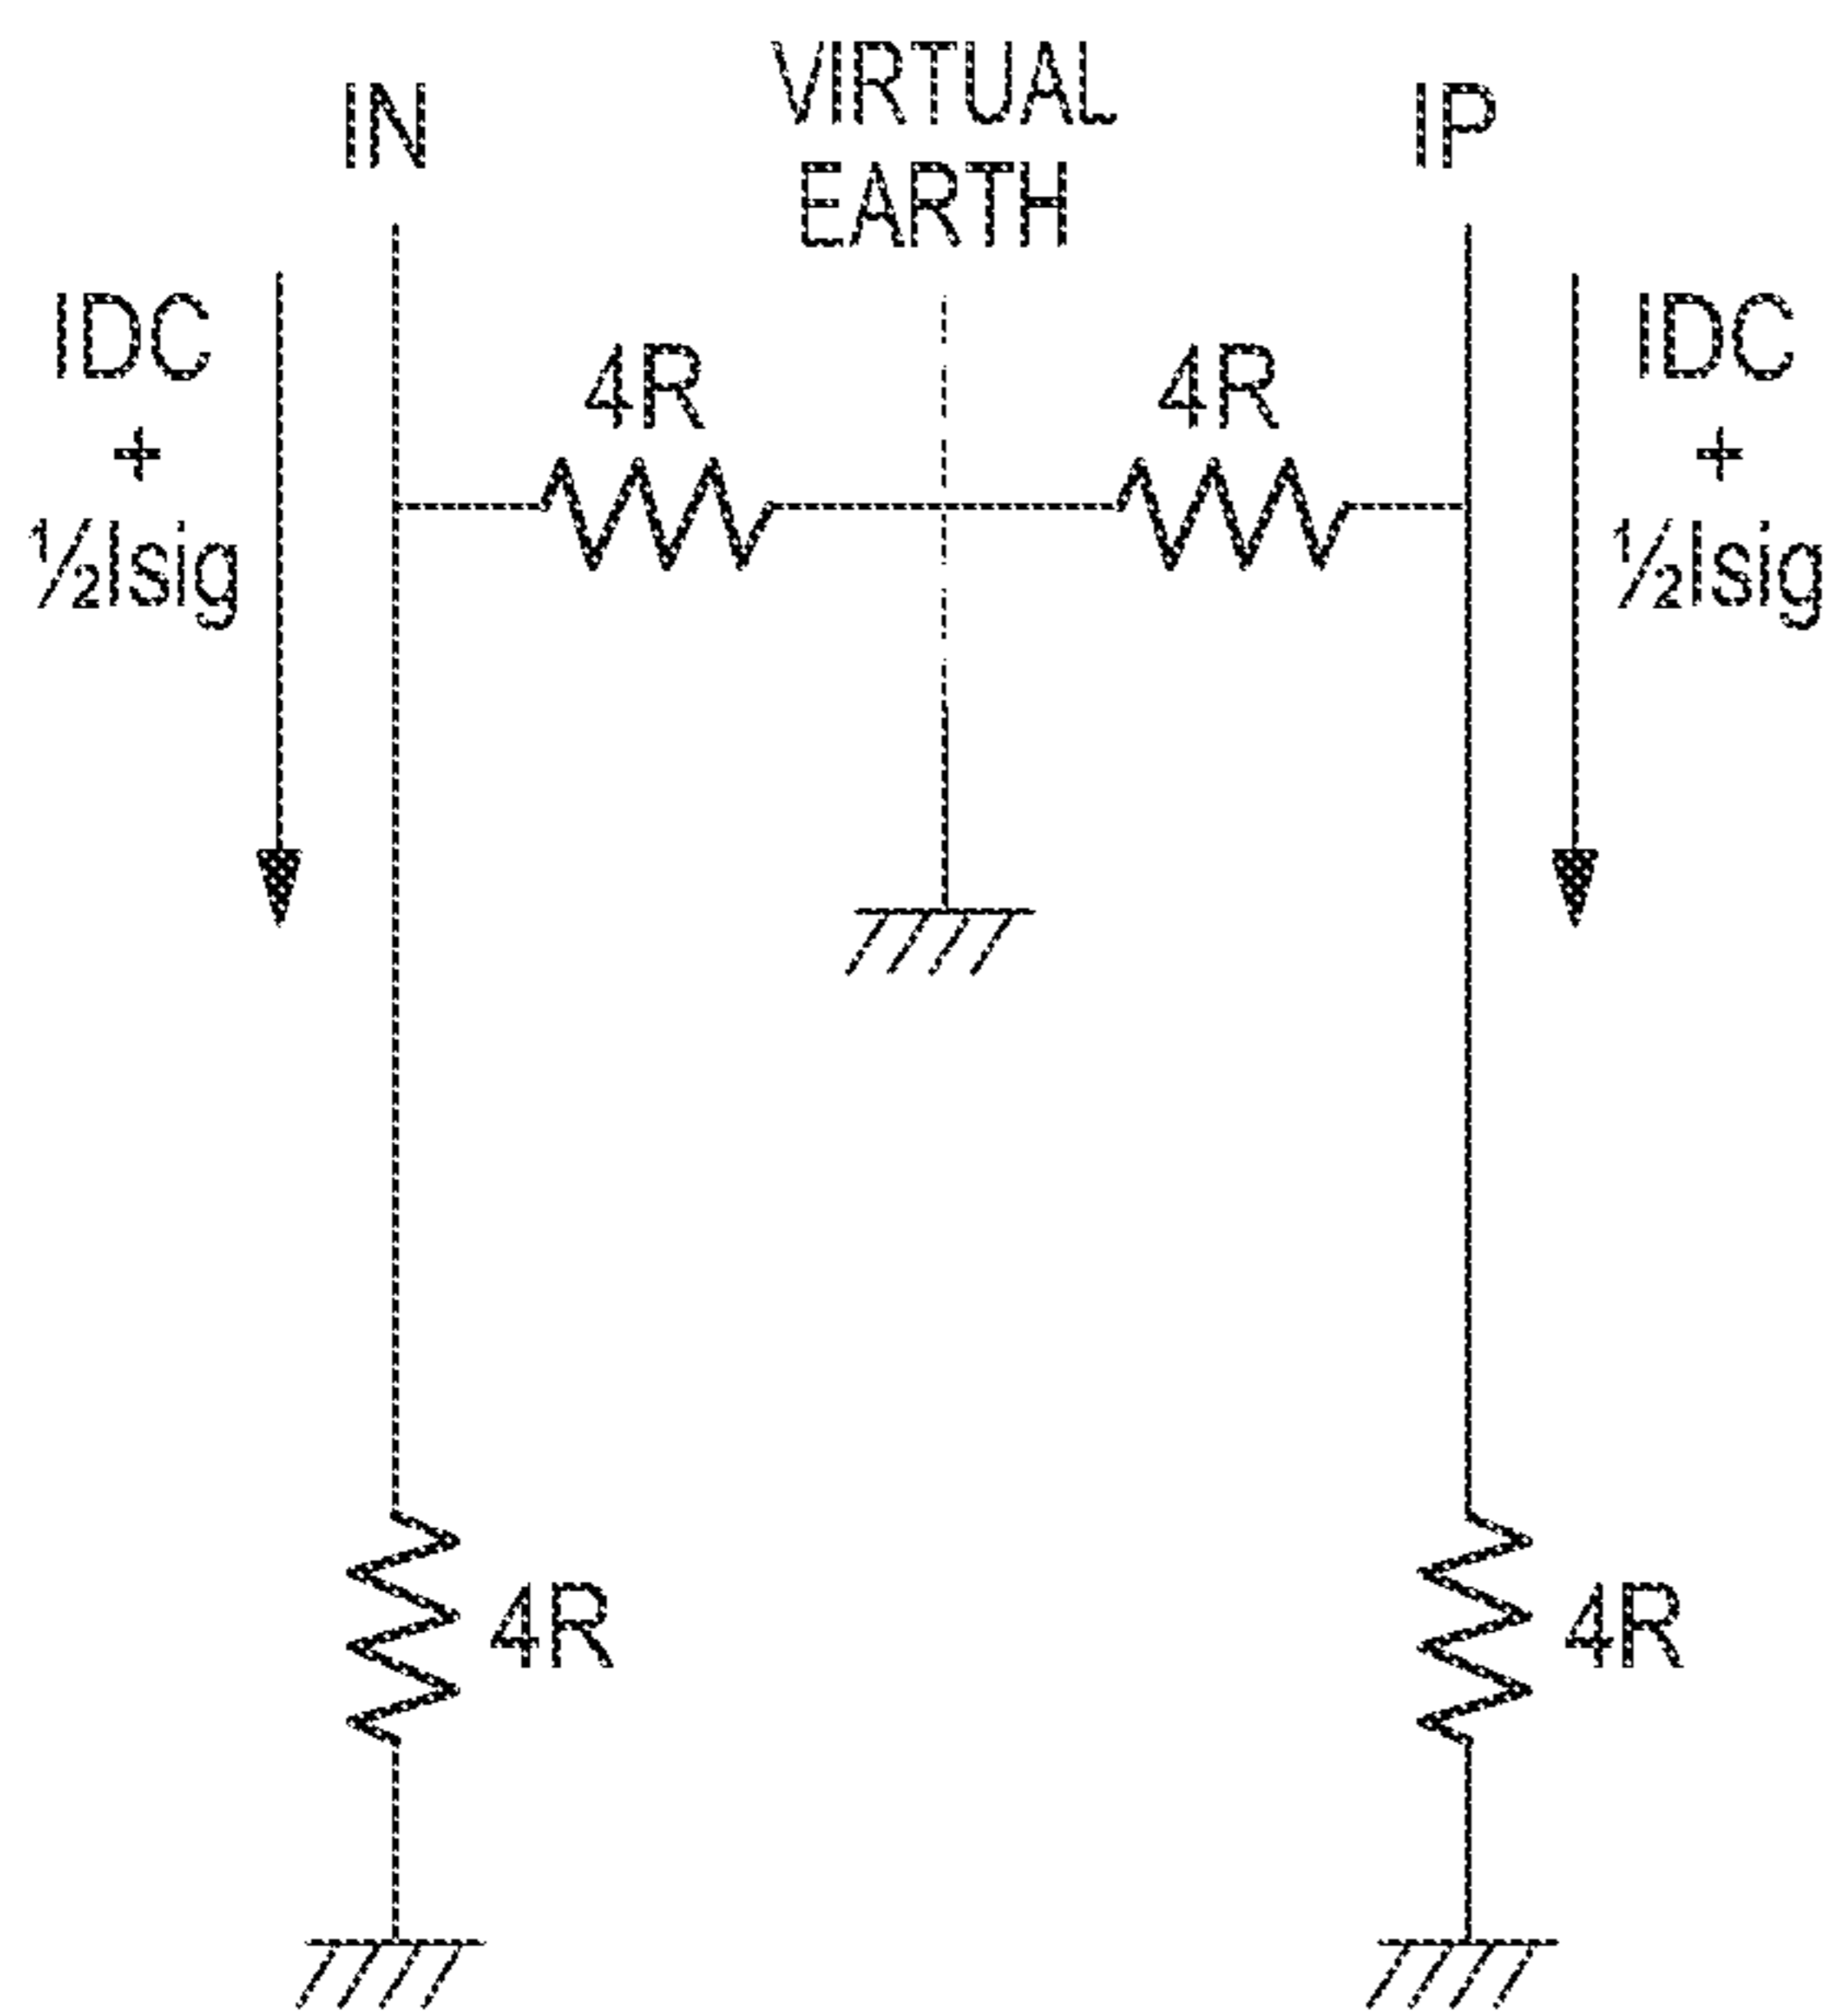 IN
VIRTUAL
EARTH
IP
IDC
+
½Isig
4R
4R
IDC
+
½Isig
4R
4R